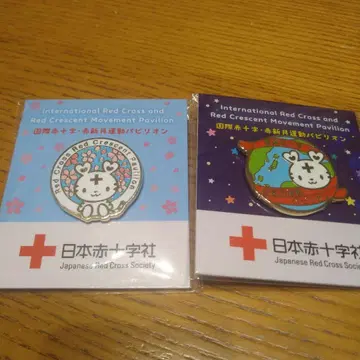 International Red Cross and
Red Crescent Movement Pavilion
国際赤十字・赤新月運動パビリオン
Red Cross Red Crescent Pavilion
日本赤十字社
Japanese Red Cross Society
International Red Cross and
Red Crescent Movement Pavilion
国際赤十字・赤新月運動パビリオン
日本赤十字社
Japanese Red Cross Society